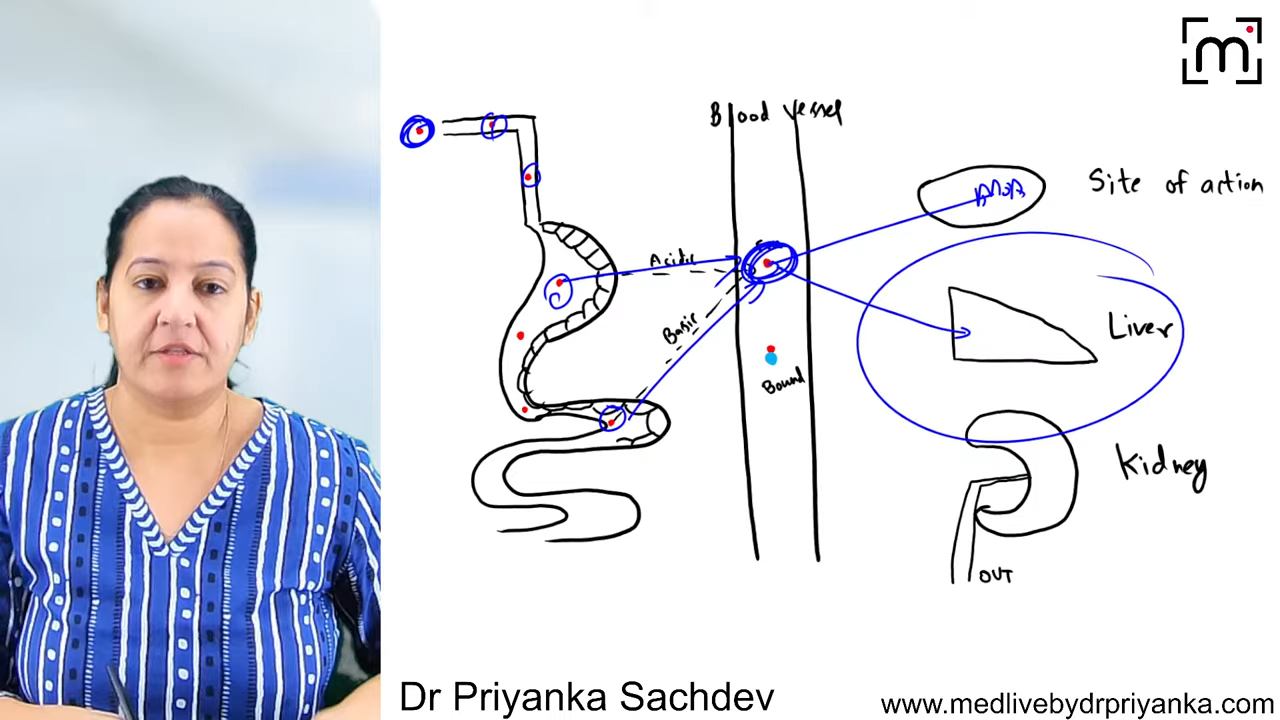 m
Blood vessel
Site of action
Acidic
Basic
Liver
Bound
Kidney
OUT
Dr Priyanka Sachdev
www.medlivebydrpriyanka.com